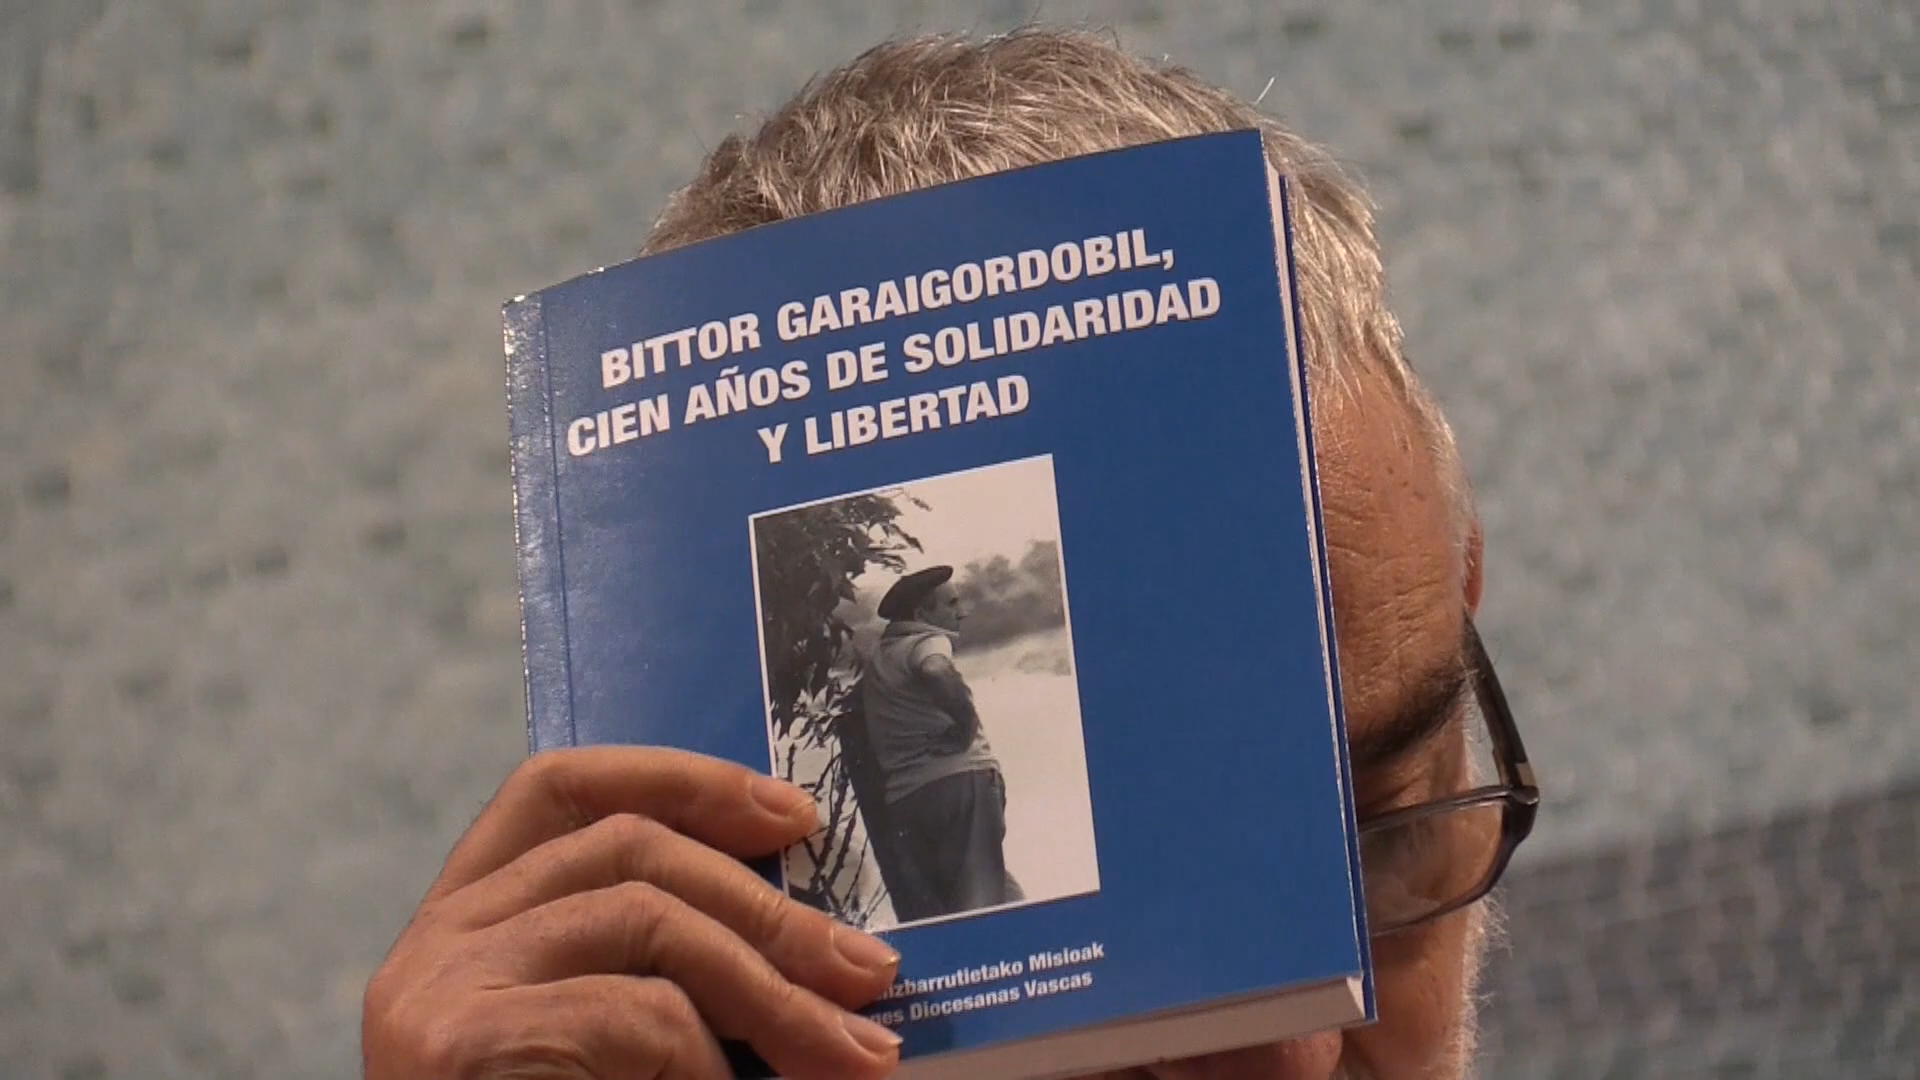 BITTOR GARAIGORDOBIL,
CIEN AÑOS DE SOLIDARIDAD
Y LIBERTAD
Misioak
Diocesanas Vascas